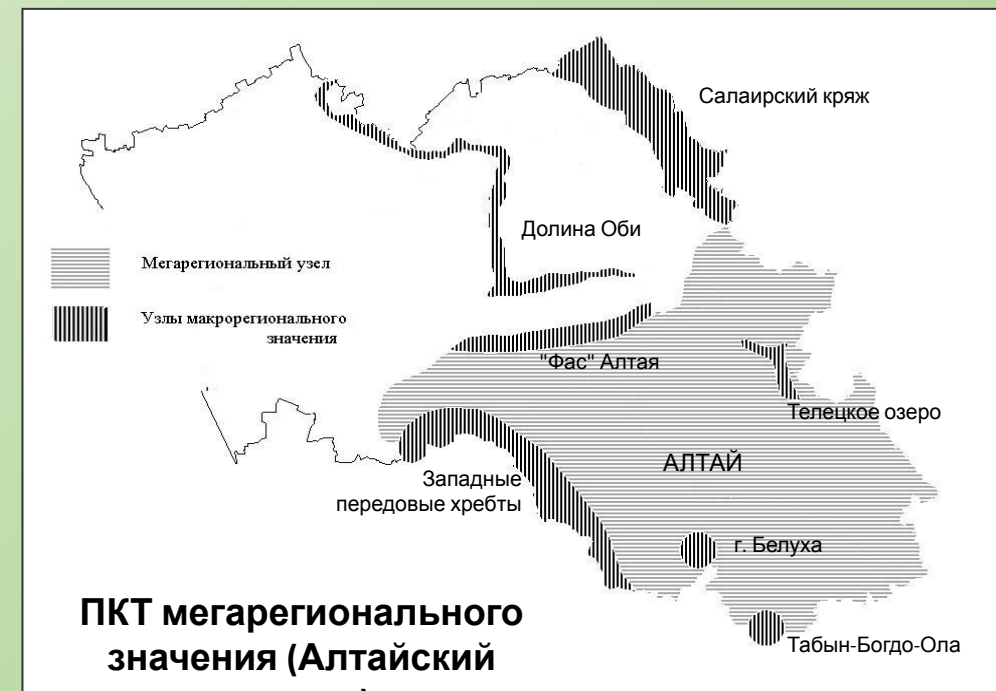 Салаирский кряж
Долина Оби
Мегарегиональный узел
Узлы макрорегионального
значения
"Фас" Алтая
Телецкое озеро
АЛТАЙ
Западные
передовые хребты
г. Белуха
ПКТ мегарегионального
значения (Алтайский
Табын-Богдо-Ола